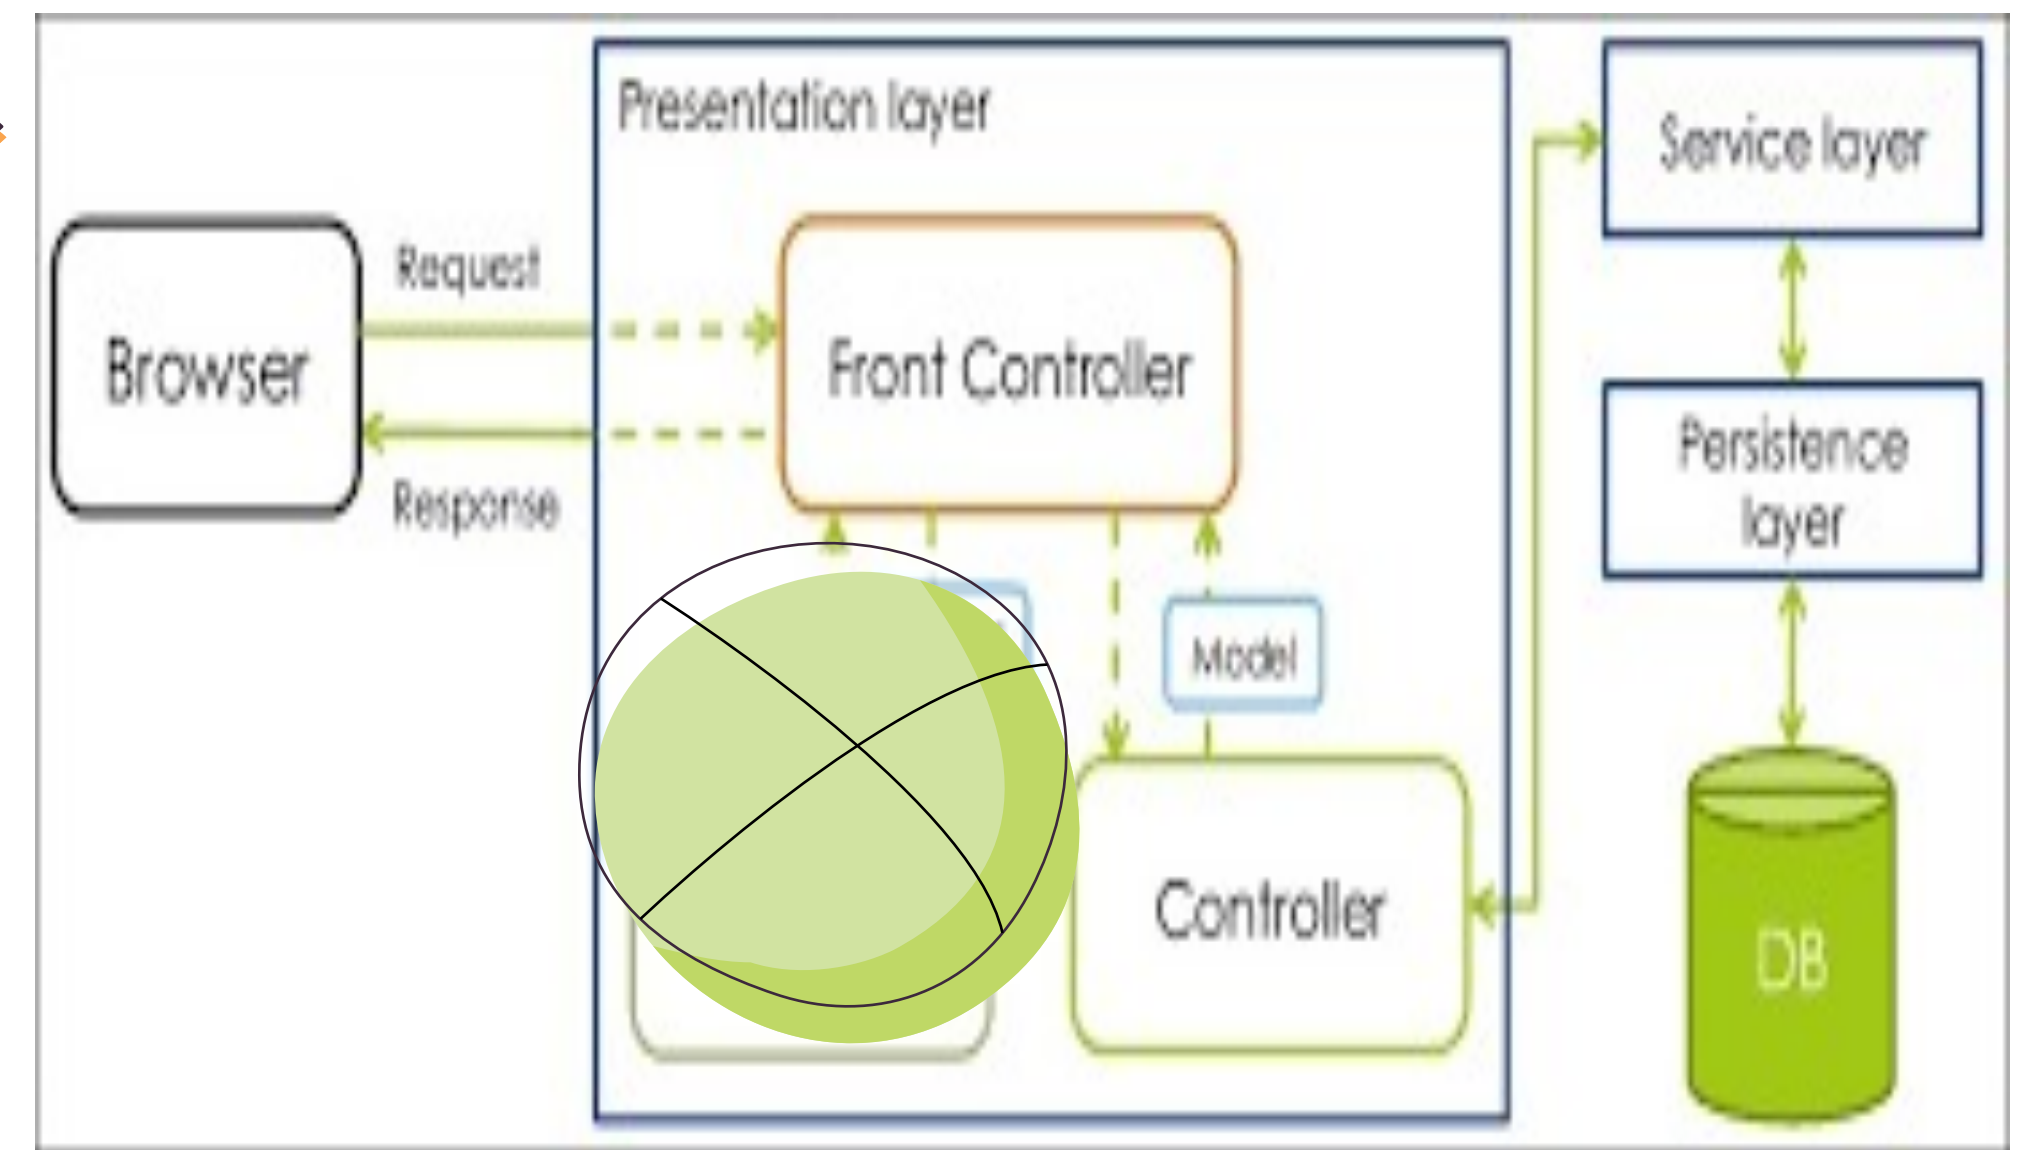 Presentation layer
Service layer
Request
Browser
Front Controller
Persistence
layer
Response
Model
Controller
DB